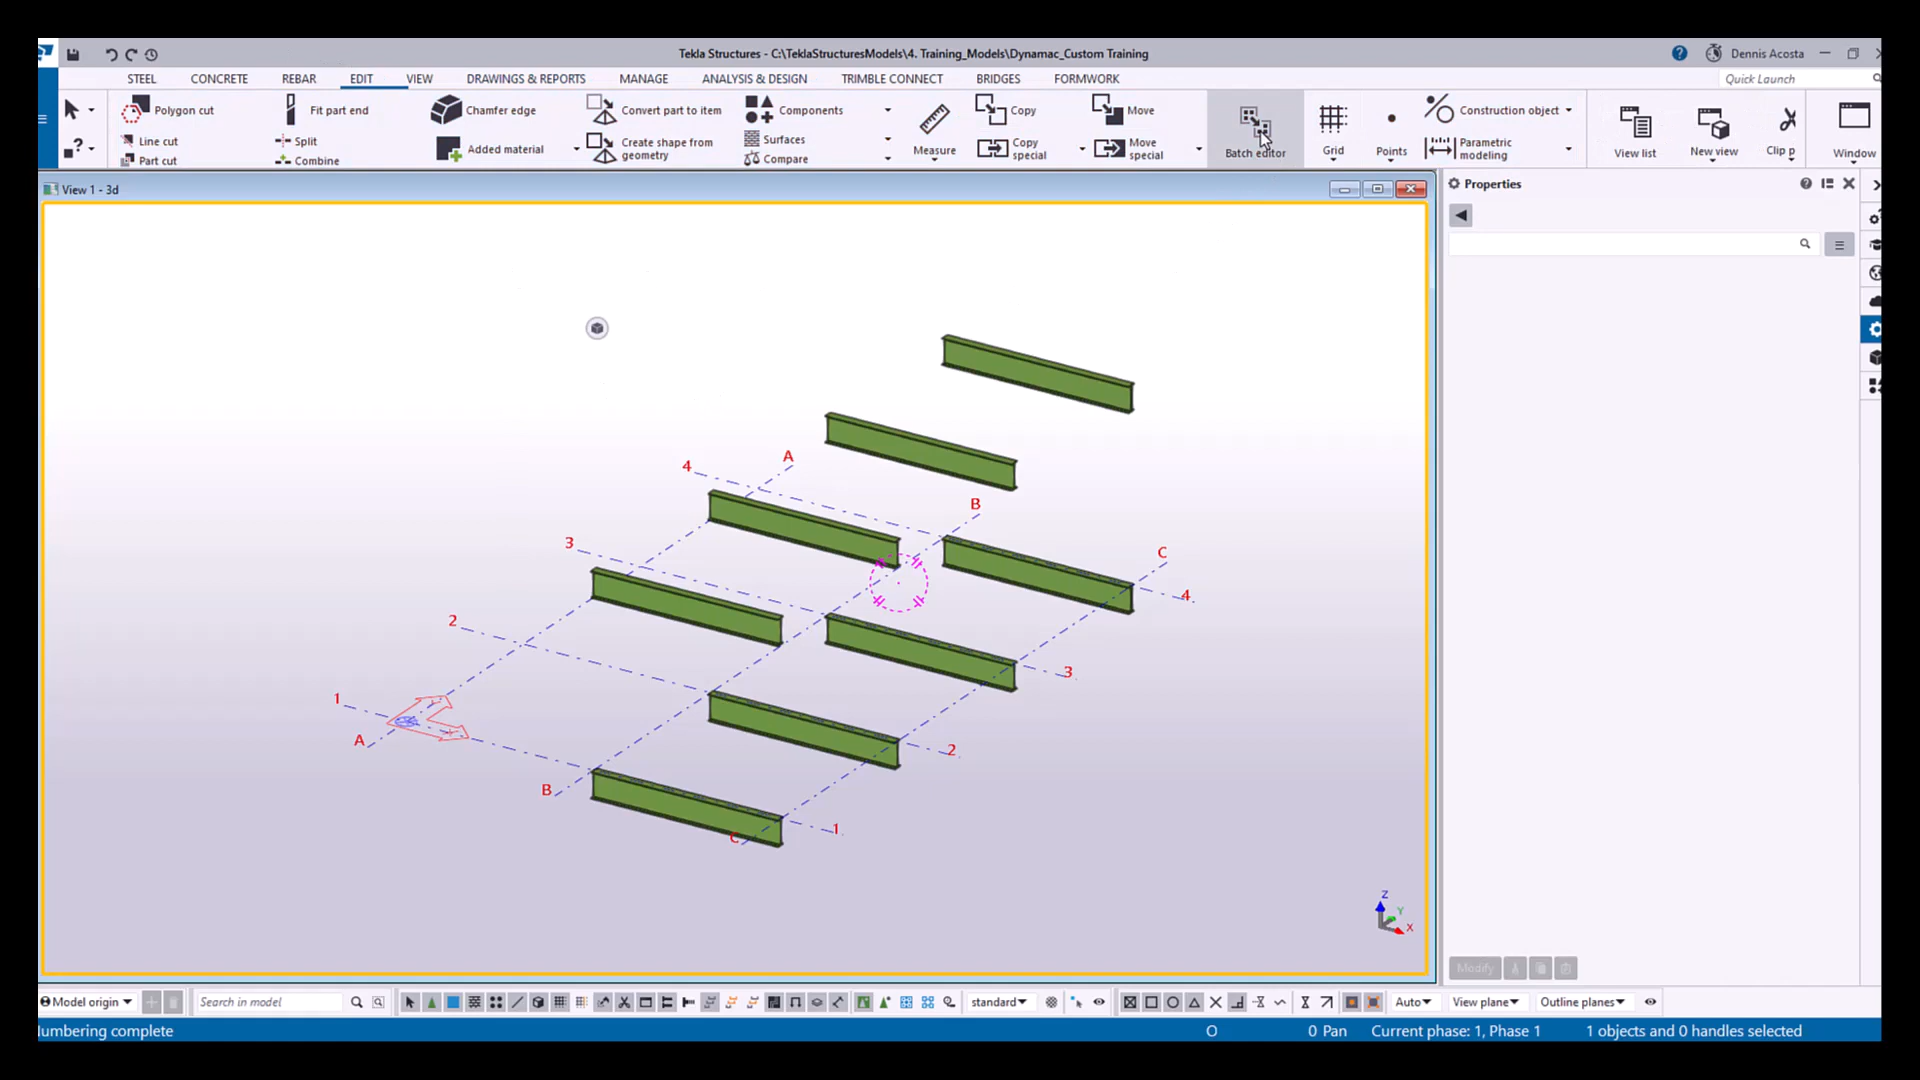 Tekla Structures - C:\TeklaStructuresModels\4. Training_Models\Dynamac_Custom Training
Dennis Acosta
STEEL CONCRETE REBAR EDIT VIEW DRAWINGS & REPORTS MANAGE ANALYSIS & DESIGN TRIMBLE CONNECT BRIDGES FORMWORK
Quick Launch
Polygon cut
Line cut
Part cut
Fit part end
Split
Combine
Chamfer edge
Added material
Convert part to item
Create shape from
geometry
Components
Surfaces
Compare
Measure
Copy
Copy
special
Move
Move
special
Batch editor
Grid
Points
Construction object
Parametric
modeling
View list
New view
Clip p
Window
View 1 - 3d
Properties
4 A
B
3
C
4
2
3
1
A
2
B
C
1
Z
Y
X
Modify
Model origin
Search in model
standard
Auto
View plane
Outline planes
Numbering complete
O
0 Pan
Current phase: 1, Phase 1
1 objects and 0 handles selected